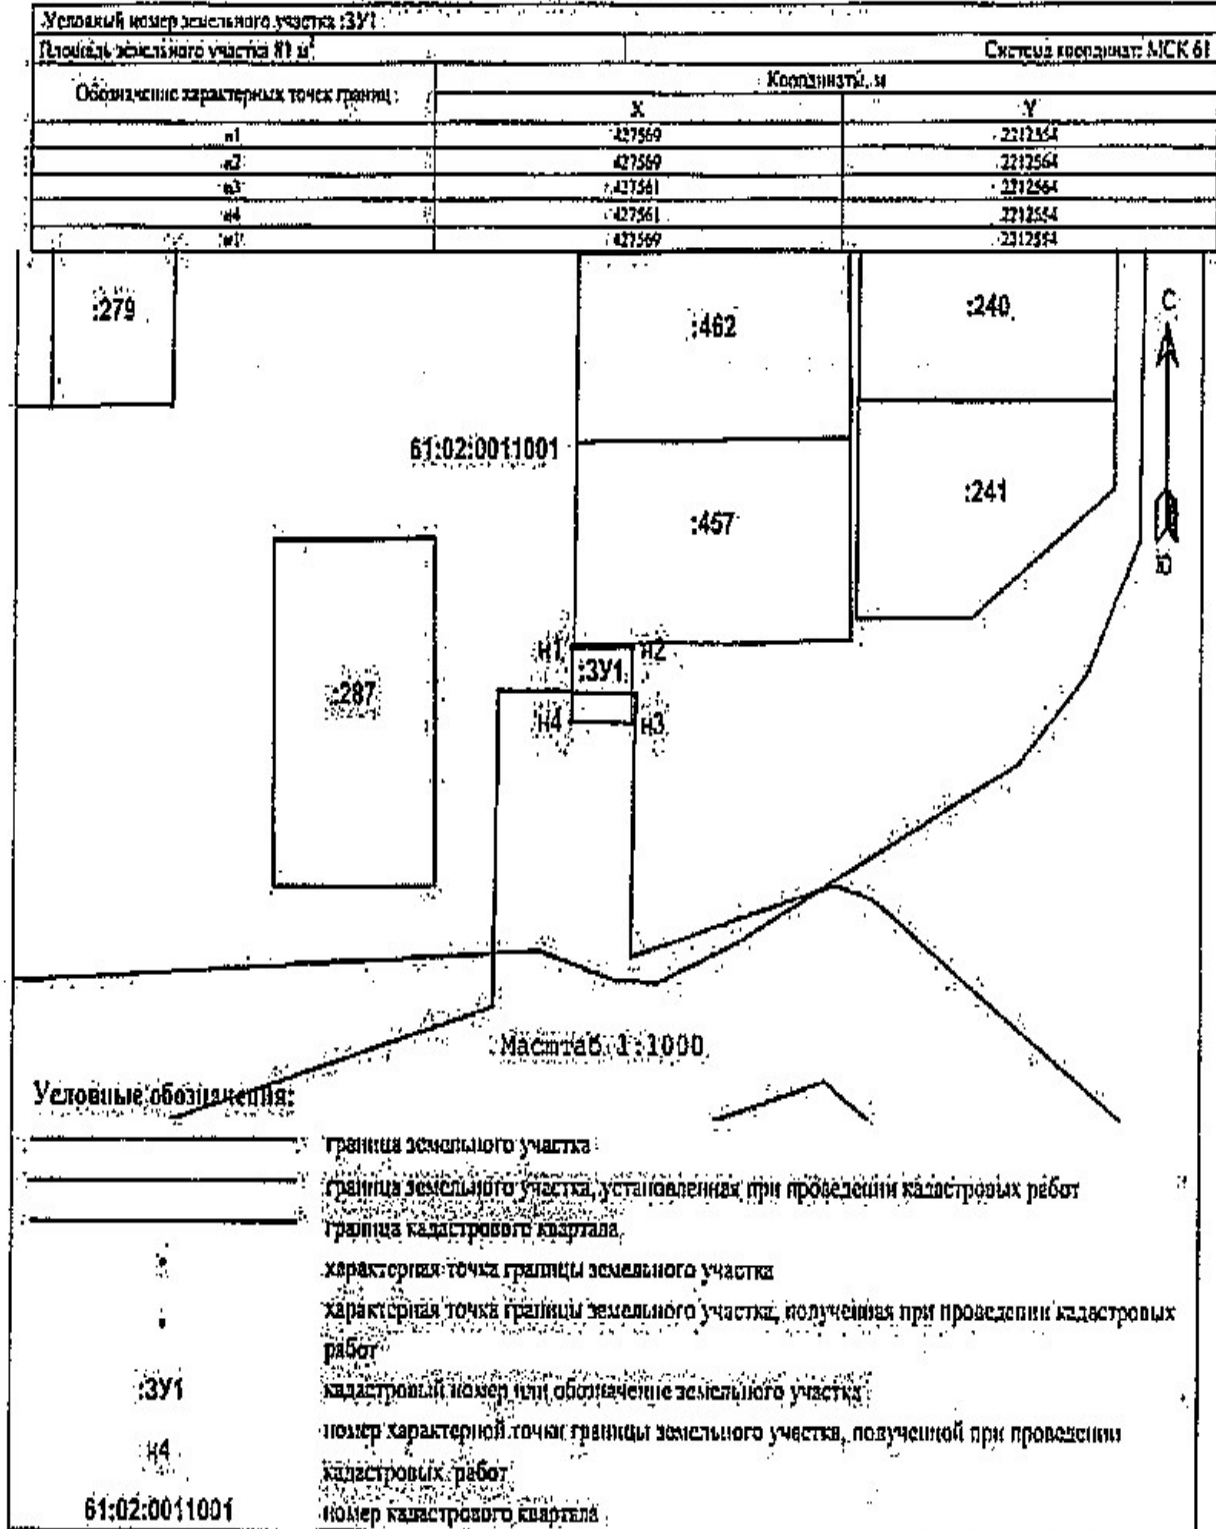 Условный номер земельного участка :ЗУ1
Площадь земельного участка 81 м² Система координат: МСК 61
Обозначение характерных точек границ Координаты, м
X Y
н1 427569 2212554
н2 427569 2212564
н3 427561 2212564
н4 427561 2212554
н1 427569 2212554
:279 :462 :240 С
61:02:0011001
:457 :241
Ю
н1 н2
:ЗУ1
:287
н4 н3
Масштаб 1:1000
Условные обозначения:
граница земельного участка
граница земельного участка, установленная при проведении кадастровых работ
граница кадастрового квартала
характерная точка границы земельного участка
характерная точка границы земельного участка, полученная при проведении кадастровых
работ
:ЗУ1 кадастровый номер или обозначение земельного участка
номер характерной точки границы земельного участка, полученной при проведении
н4
кадастровых работ
61:02:0011001 номер кадастрового квартала